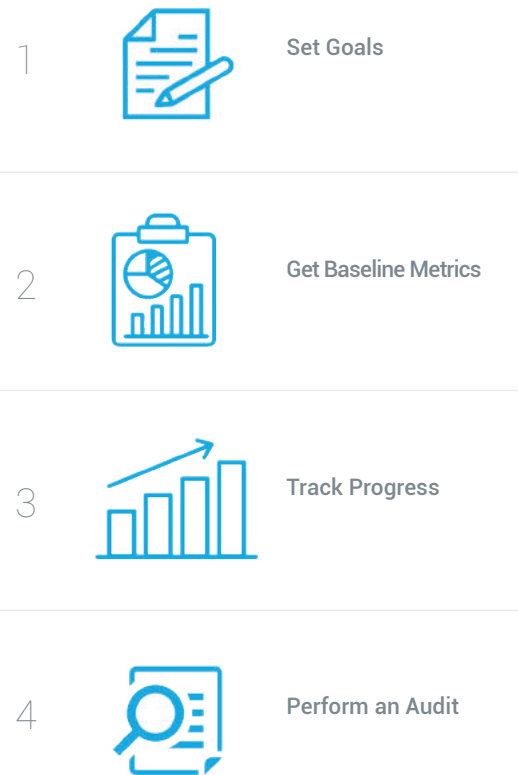 1
Set Goals
2
Get Baseline Metrics
3
Track Progress
4
Perform an Audit